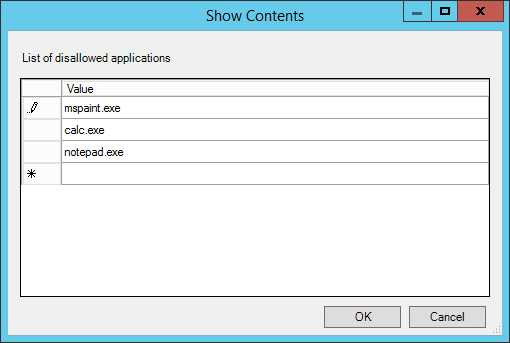 Show Contents
List of disallowed applications
Value
mspaint.exe
calc.exe
notepad.exe
OK
Cancel